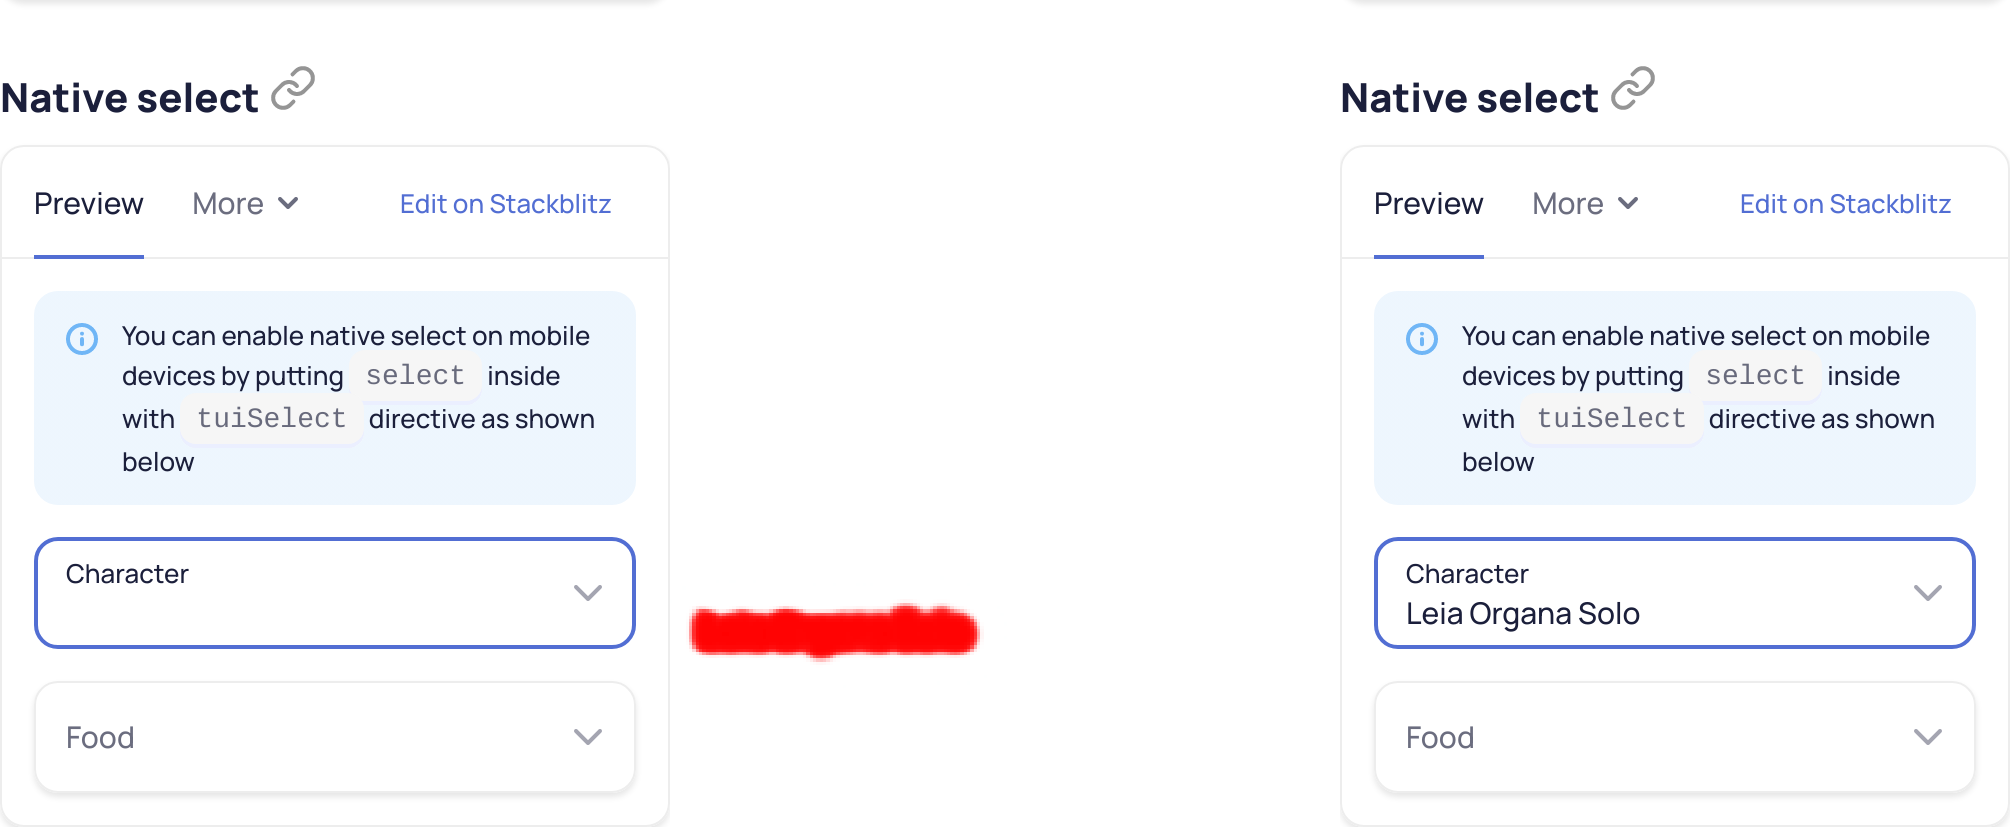 Native select
Preview More Edit on Stackblitz
You can enable native select on mobile
devices by putting select inside
with tuiSelect directive as shown
below
Character
Food
Native select
Preview More Edit on Stackblitz
You can enable native select on mobile
devices by putting select inside
with tuiSelect directive as shown
below
Character
Leia Organa Solo
Food